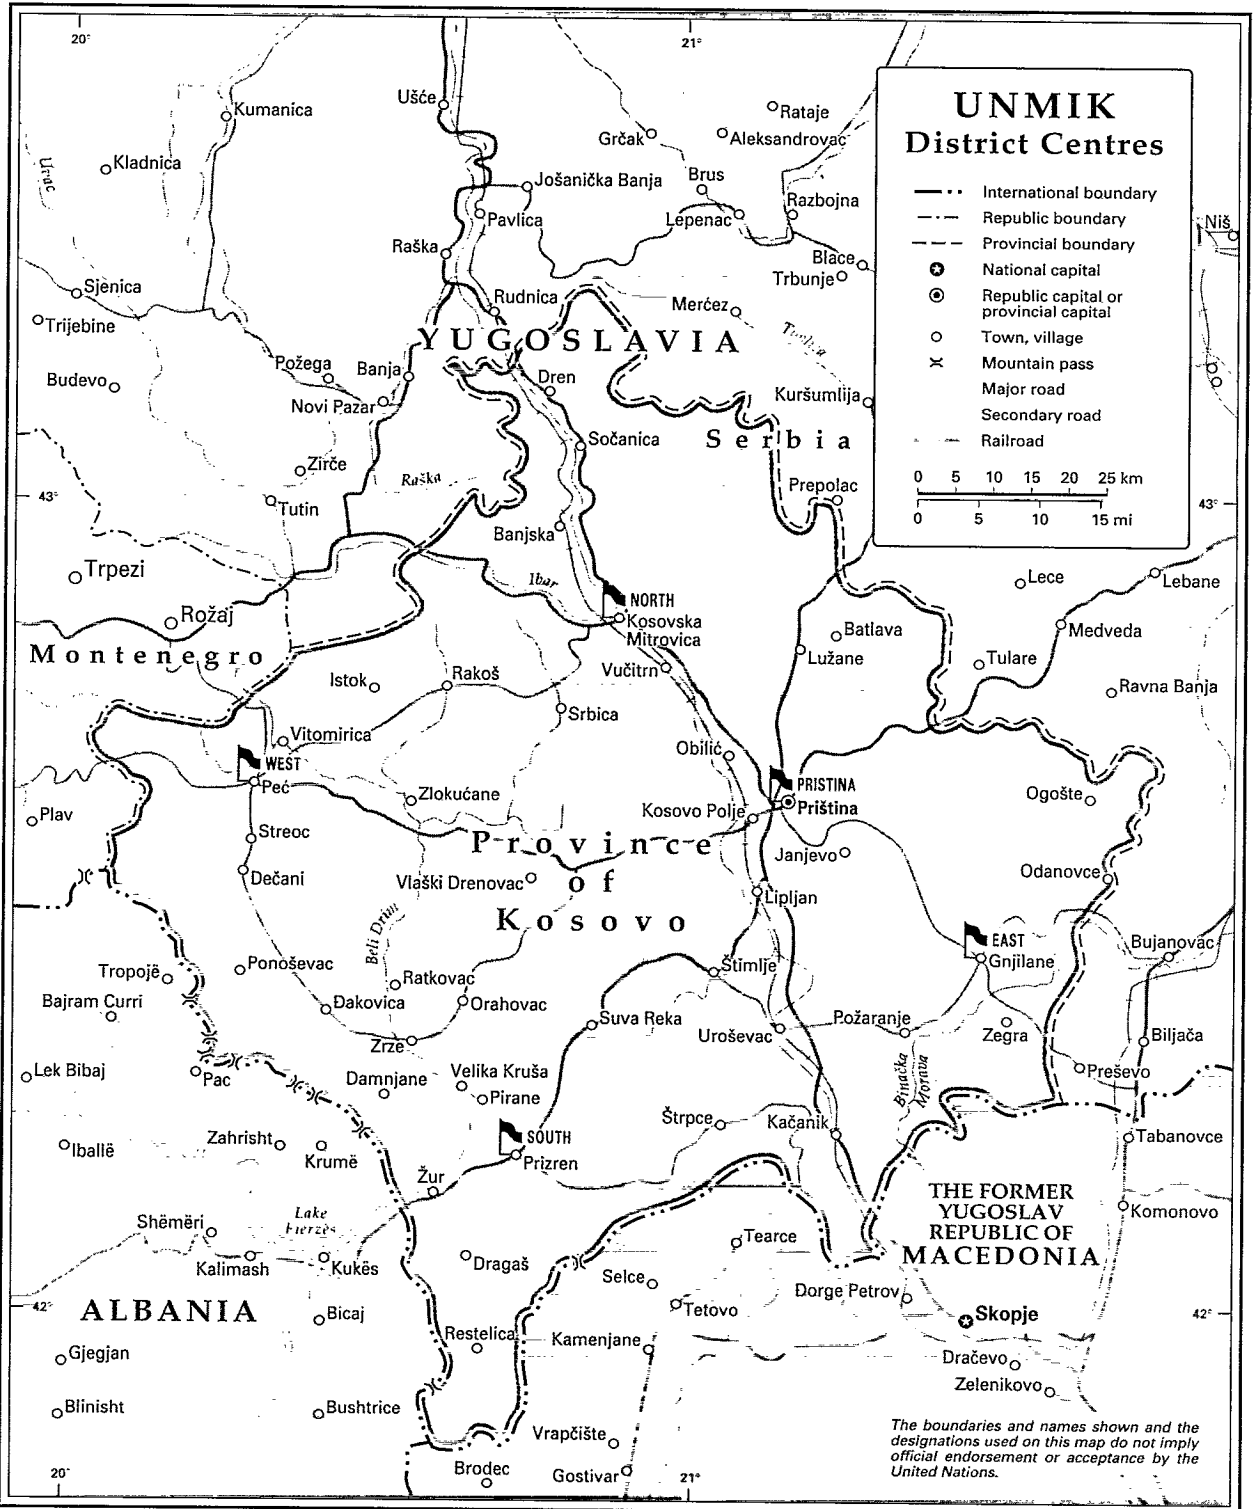 20°
21°
UNMIK
District Centres
International boundary
Republic boundary
Provincial boundary
National capital
Republic capital or
provincial capital
Town, village
Mountain pass
Major road
Secondary road
Railroad
0 5 10 15 20 25 km
0 5 10 15 mi
Ušće
Kumanica
Rataje
Grčak
Aleksandrovac
Kladnica
Urac
Jošanička Banja
Brus
Razbojna
Pavlica
Lepenac
Niš
Raška
Blace
Trbunje
Sjenica
Rudnica
Merćez
Trijebine
YUGOSLAVIA
Toplica
Požega
Banja
Dren
Budevo
Novi Pazar
Kuršumlija
Sočanica
Serbia
Zirče
Raška
Prepolac
43°
43°
Tutin
Banjska
Trpezi
Ibar
Lece
Lebane
NORTH
Rožaj
Kosovska
Mitrovica
Batlava
Medveda
Montenegro
Lužane
Tulare
Vučitrn
Istok
Rakoš
Ravna Banja
Srbica
Vitomirica
Obilić
WEST
Peć
PRISTINA
Priština
Zlokućane
Ogošte
Plav
Kosovo Polje
Streoc
Province
of
Kosovo
Janjevo
Dečani
Vlaški Drenovac
Odanovce
Lipljan
Beli Drim
EAST
Gnjilane
Bujanovac
Tropojë
Ponoševac
Štimlje
Ratkovac
Bajram Curri
Đakovica
Orahovac
Suva Reka
Požaranje
Uroševac
Zegra
Biljača
Zrze
Lek Bibaj
Pac
Damnjane
Velika Kruša
Pirane
Binačka
Morava
Preševo
Štrpce
Kačanik
Iballë
Zahrisht
Krumë
SOUTH
Prizren
Tabanovce
Žur
THE FORMER
YUGOSLAV
REPUBLIC OF
MACEDONIA
Komonovo
Shëmëri
Lake
Fierzës
Tearce
Kalimash
Kukës
Dragaš
Selce
Đorge Petrov
42°
42°
ALBANIA
Bicaj
Tetovo
Skopje
Restelica
Kamenjane
Gjegjan
Dračevo
Zelenikovo
Blinisht
Bushtrice
Vrapčište
Brodec
Gostivar
The boundaries and names shown and the
designations used on this map do not imply
official endorsement or acceptance by the
United Nations.
20°
21°